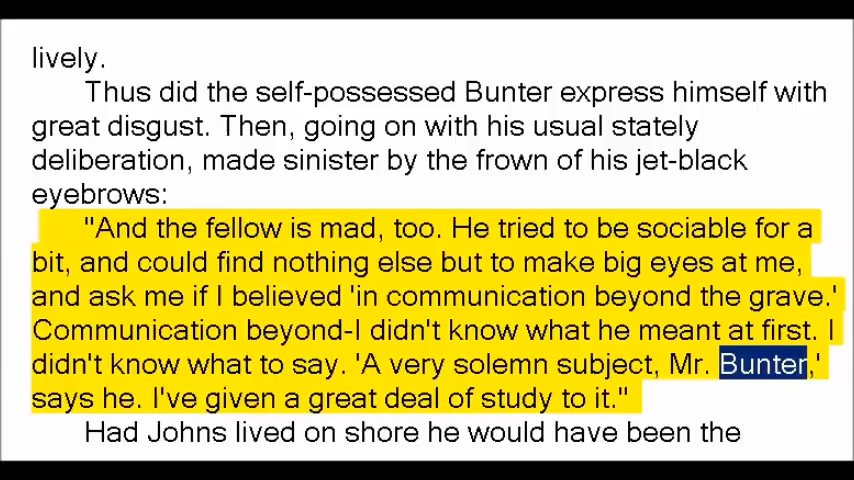 lively.
Thus did the self-possessed Bunter express himself with
great disgust. Then, going on with his usual stately
deliberation, made sinister by the frown of his jet-black
eyebrows:
"And the fellow is mad, too. He tried to be sociable for a
bit, and could find nothing else but to make big eyes at me,
and ask me if I believed 'in communication beyond the grave.'
Communication beyond-I didn't know what he meant at first. I
didn't know what to say. 'A very solemn subject, Mr. Bunter,'
says he. I've given a great deal of study to it."
Had Johns lived on shore he would have been the